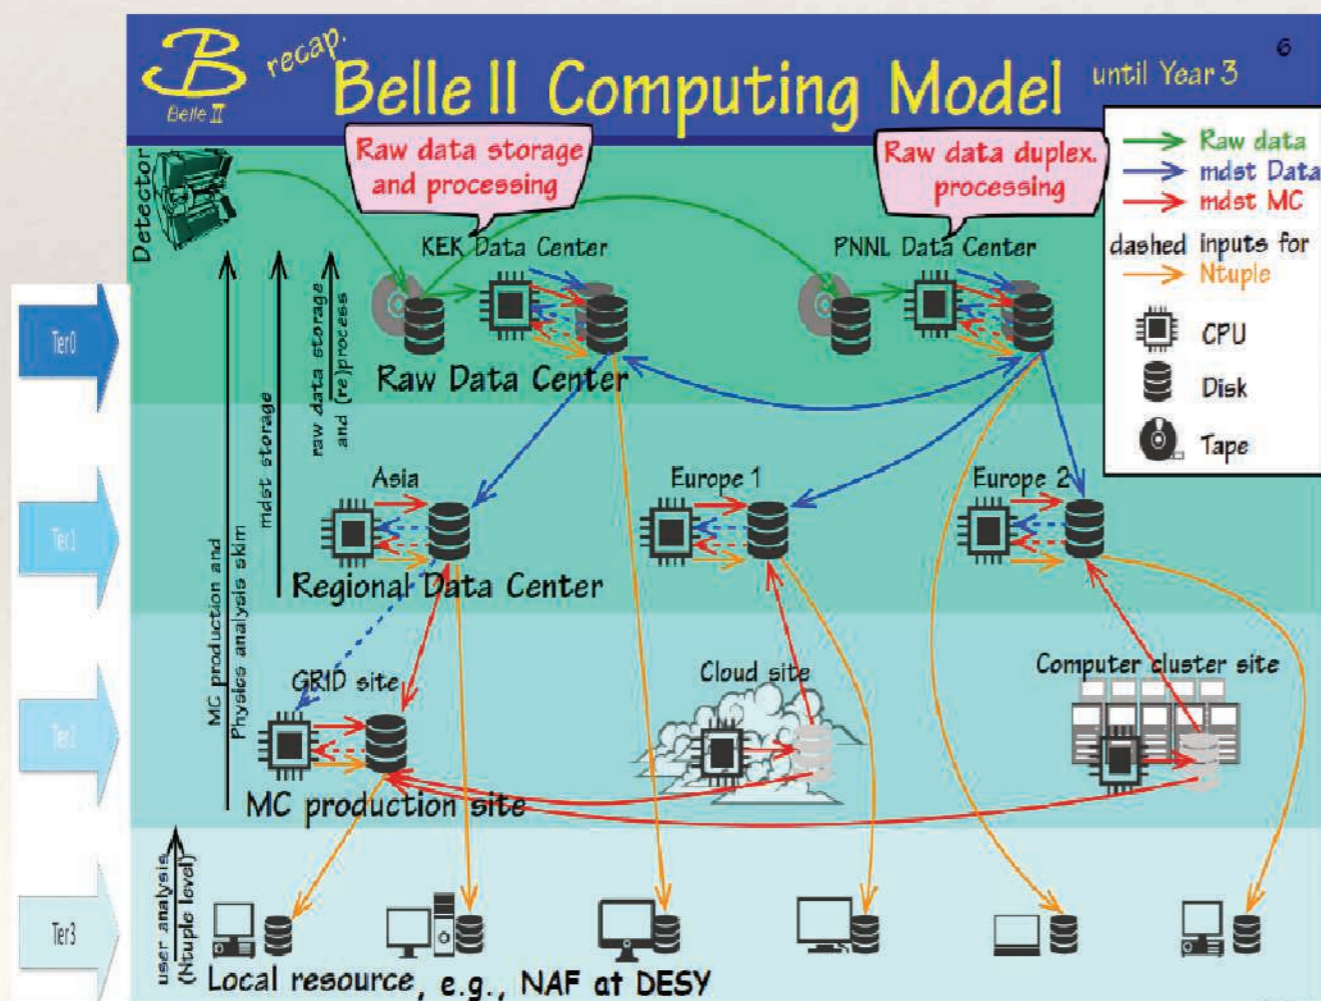 B
Belle II
recap.
Belle II Computing Model
until Year 3
6
Raw data storage
and processing
Raw data duplex.
processing
Raw data
mdst Data
mdst MC
dashed inputs for
Ntuple
CPU
Disk
Tape
Detector
KEK Data Center
PNNL Data Center
Raw Data Center
raw data storage
and (re)process
mdst storage
MC production and
Physics analysis skim
Ter0
Asia
Europe 1
Europe 2
Regional Data Center
Ter1
GRID site
Cloud site
Computer cluster site
MC production site
Ter2
user analysis
(Ntuple level)
Ter3
Local resource, e.g., NAF at DESY